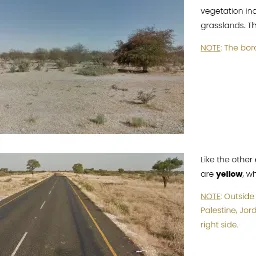 vegetation inc
grasslands. Th
NOTE: The bord
Like the other
are yellow, wh
NOTE: Outside
Palestine, Jord
right side.